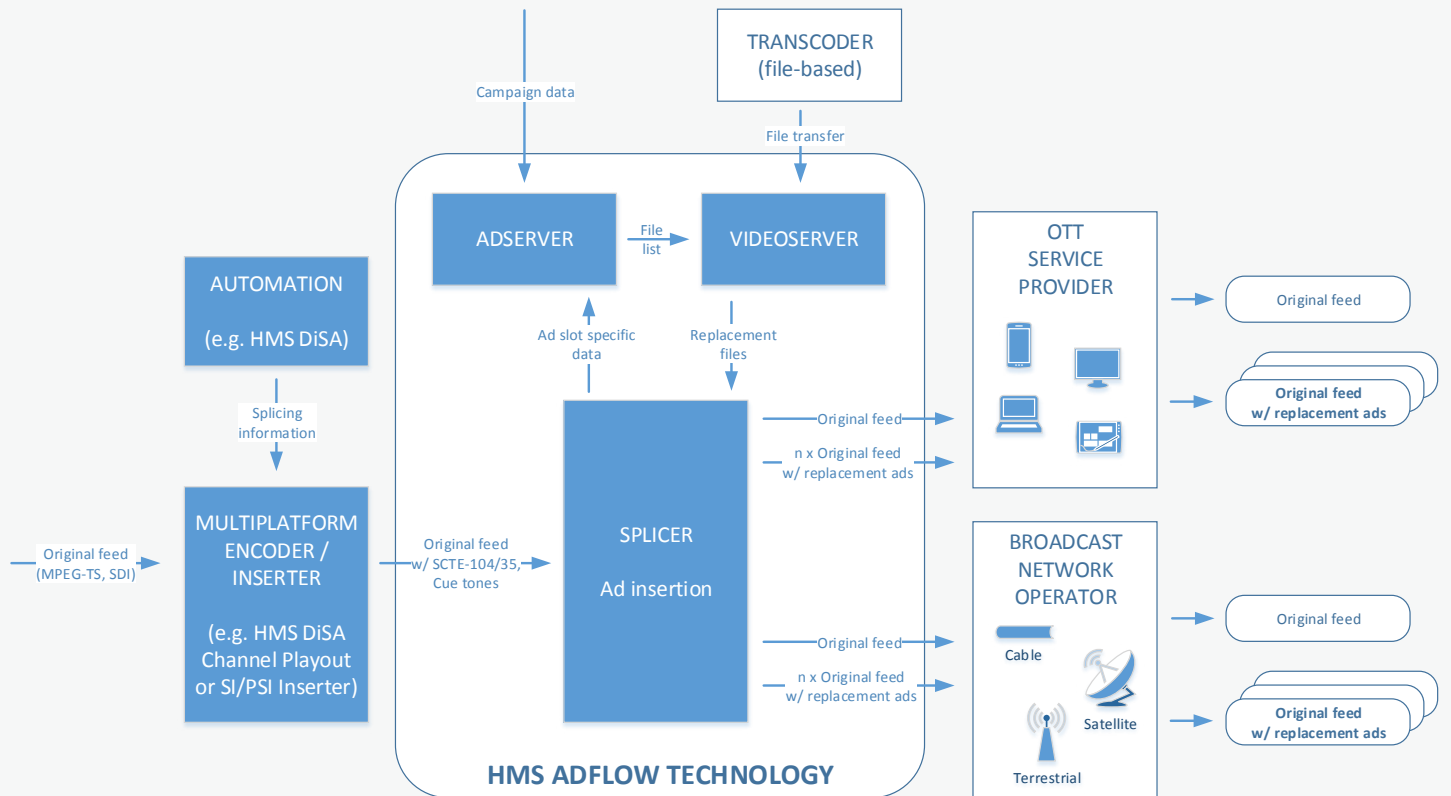 TRANSCODER
(file-based)
Campaign data
File transfer
ADSERVER
File
list
VIDEOSERVER
AUTOMATION
(e.g. HMS DiSA)
Ad slot specific
data
Replacement
files
Splicing
information
Original feed
(MPEG-TS, SDI)
MULTIPLATFORM
ENCODER /
INSERTER
(e.g. HMS DiSA
Channel Playout
or SI/PSI Inserter)
Original feed
w/ SCTE-104/35,
Cue tones
SPLICER
Ad insertion
Original feed
n x Original feed
w/ replacement ads
Original feed
n x Original feed
w/ replacement ads
HMS ADFLOW TECHNOLOGY
OTT
SERVICE
PROVIDER
Original feed
Original feed
w/ replacement ads
BROADCAST
NETWORK
OPERATOR
Cable
Satellite
Terrestrial
Original feed
Original feed
w/ replacement ads